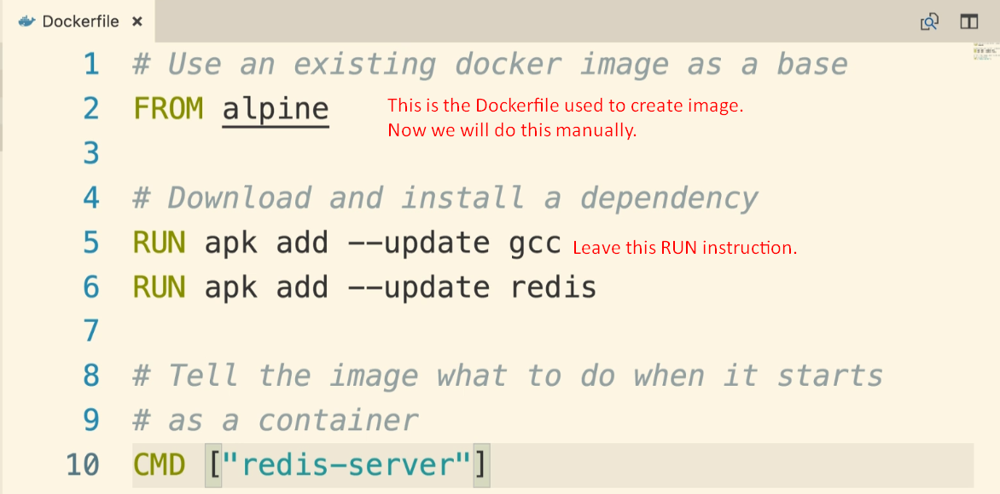 Dockerfile ×
1 # Use an existing docker image as a base
2 FROM alpine
This is the Dockerfile used to create image.
Now we will do this manually.
3
4 # Download and install a dependency
5 RUN apk add --update gcc Leave this RUN instruction.
6 RUN apk add --update redis
7
8 # Tell the image what to do when it starts
9 # as a container
10 CMD ["redis-server"]